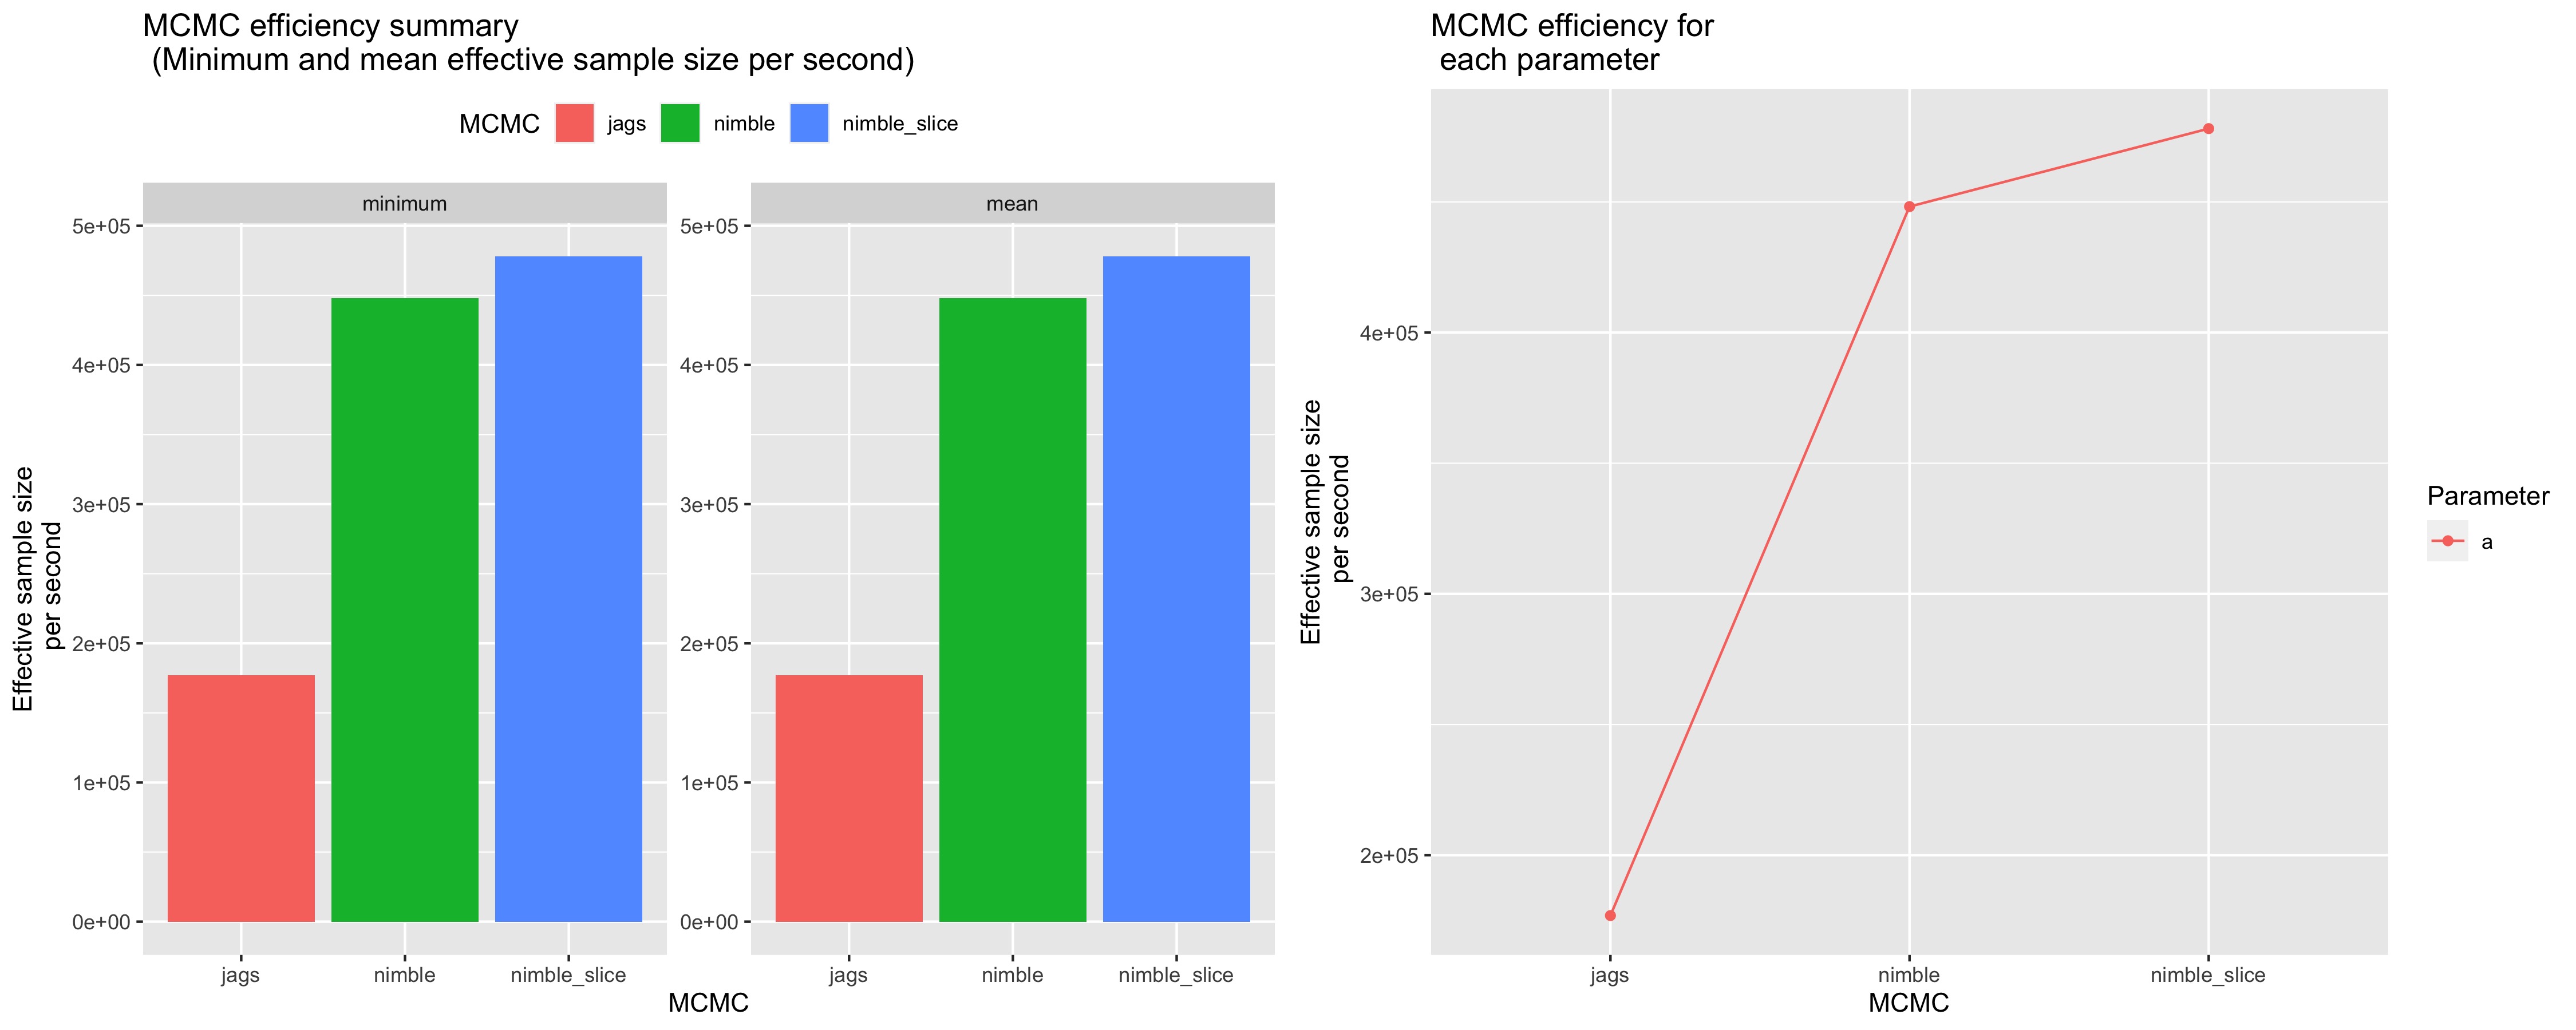 MCMC efficiency summary
(Minimum and mean effective sample size per second)
MCMC jags nimble nimble_slice
minimum
mean
5e+05
4e+05
3e+05
2e+05
1e+05
0e+00
5e+05
4e+05
3e+05
2e+05
1e+05
0e+00
Effective sample size
per second
jags nimble nimble_slice
jags nimble nimble_slice
MCMC
MCMC efficiency for
each parameter
4e+05
3e+05
2e+05
Effective sample size
per second
jags nimble nimble_slice
MCMC
Parameter
a